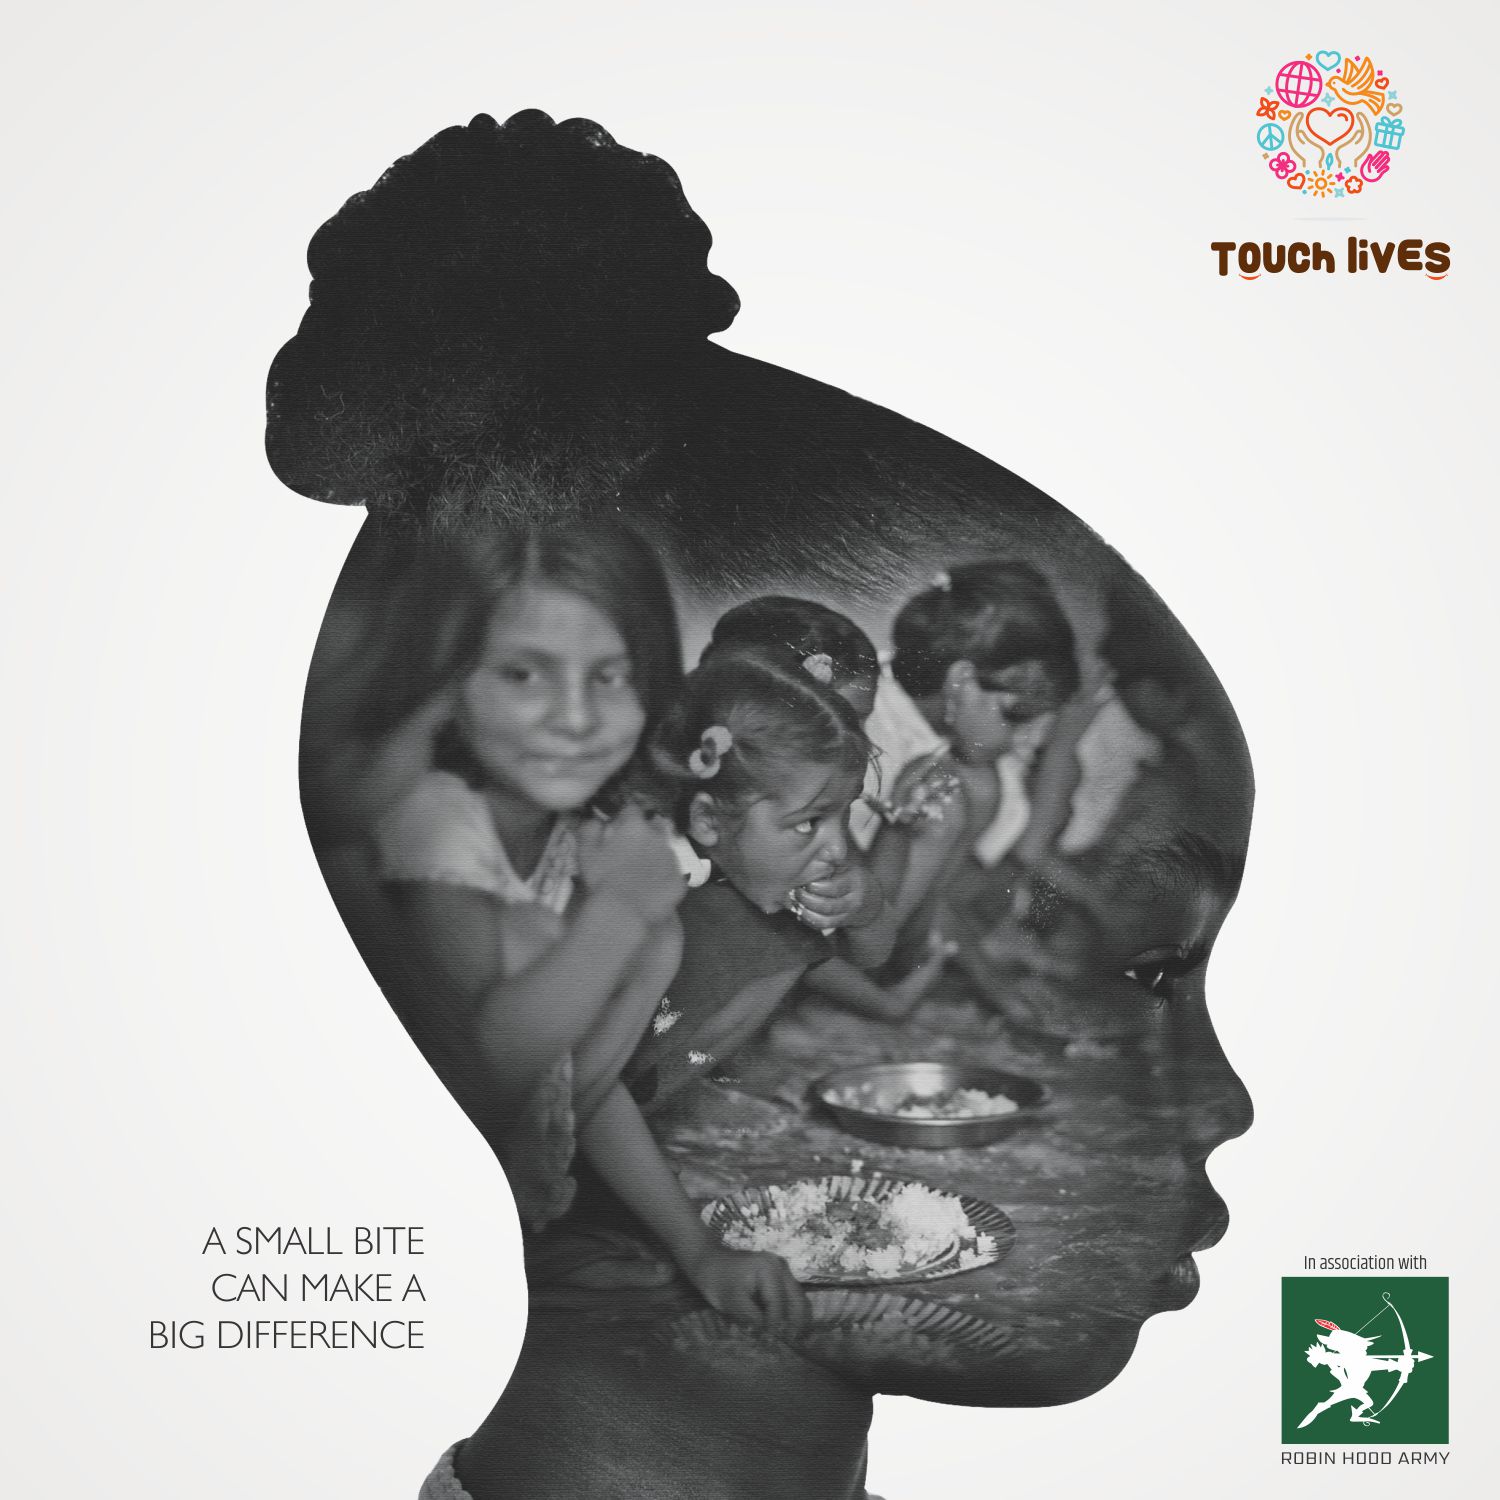 Touch lives
A SMALL BITE
CAN MAKE A
BIG DIFFERENCE
In association with
ROBIN HOOD ARMY